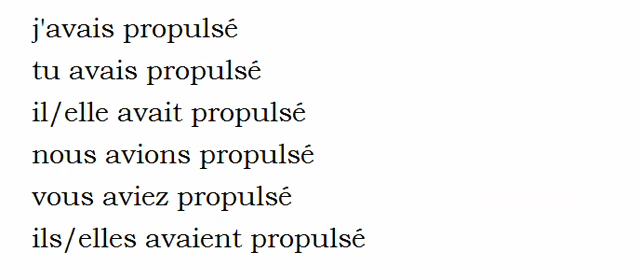 j'avais propulsé
tu avais propulsé
il/elle avait propulsé
nous avions propulsé
vous aviez propulsé
ils/elles avaient propulsé